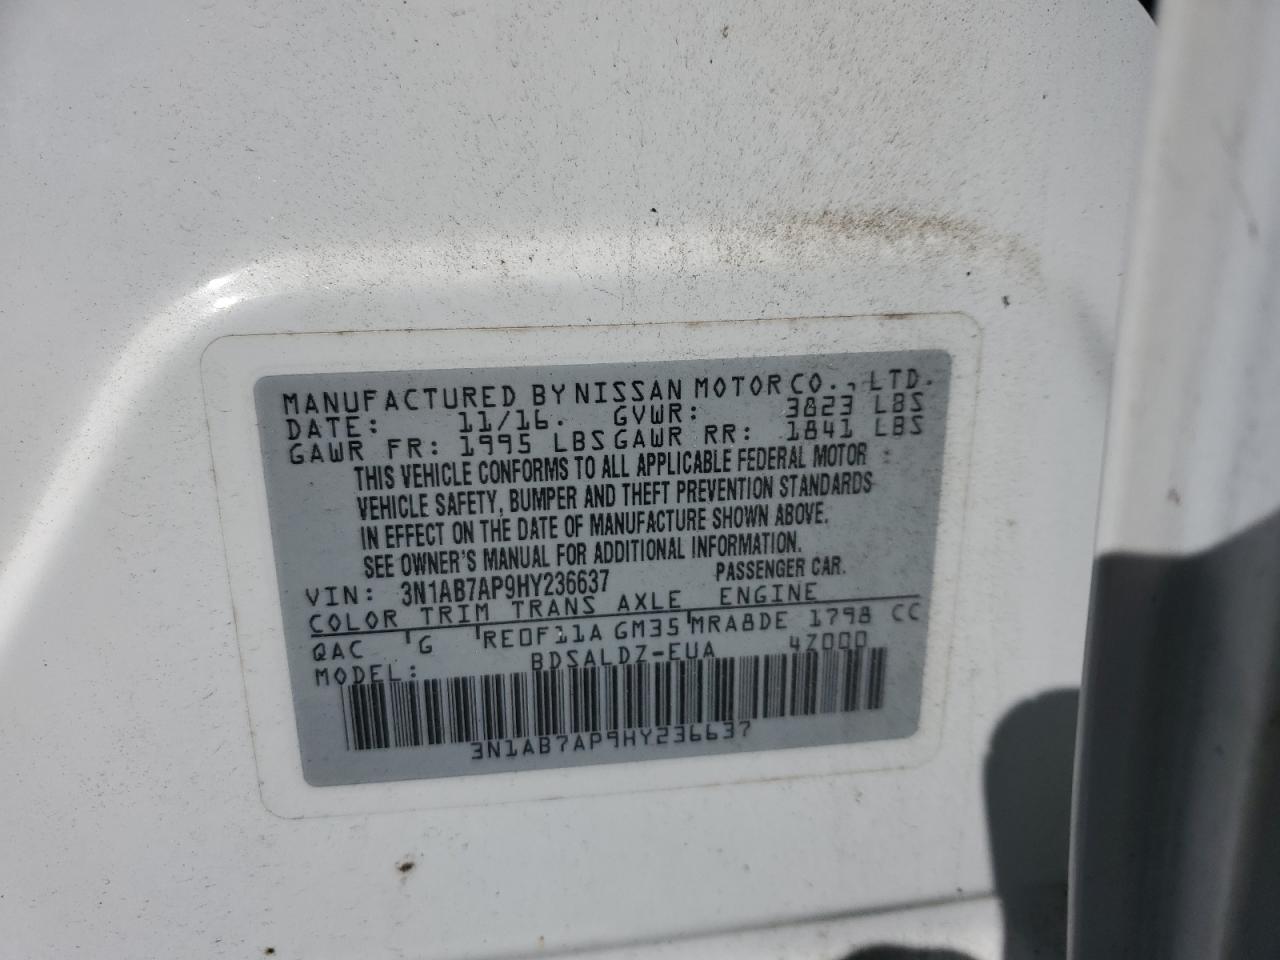 MANUFACTURED BY NISSAN MOTOR CO., LTD.
DATE: 11/16. GVWR: 3823 LBS
GAWR FR: 1995 LBS GAWR RR: 1841 LBS
THIS VEHICLE CONFORMS TO ALL APPLICABLE FEDERAL MOTOR
VEHICLE SAFETY, BUMPER AND THEFT PREVENTION STANDARDS
IN EFFECT ON THE DATE OF MANUFACTURE SHOWN ABOVE.
SEE OWNER'S MANUAL FOR ADDITIONAL INFORMATION.
VIN: 3N1AB7AP9HY236637 PASSENGER CAR.
COLOR TRIM TRANS AXLE ENGINE
QAC G RE0F11A GM35 MRA8DE 1798 CC
MODEL: BDSALDZ-EUA 4Z000
3N1AB7AP9HY236637